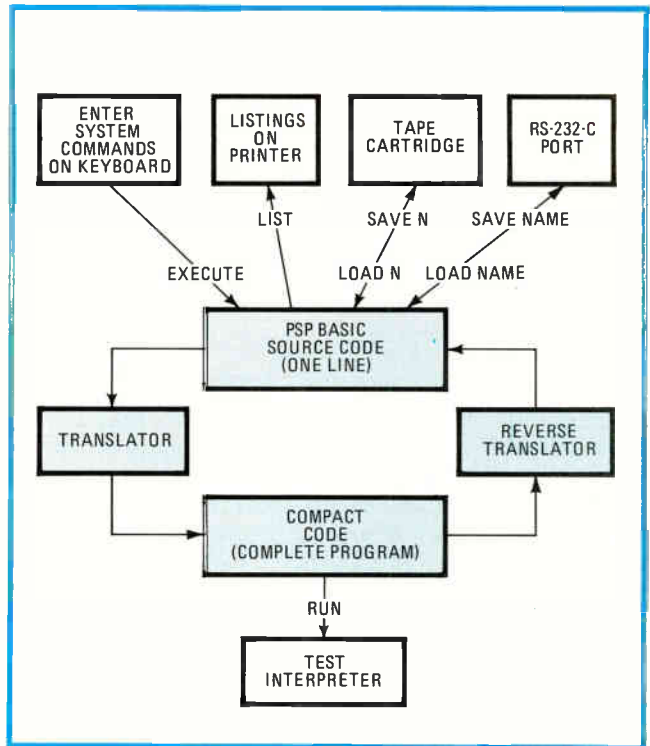 ENTER
SYSTEM
COMMANDS
ON KEYBOARD
LISTINGS
ON
PRINTER
TAPE
CARTRIDGE
RS-232-C
PORT
LIST
SAVE N
SAVE NAME
EXECUTE
LOAD N
LOAD NAME
PSP BASIC
SOURCE CODE
(ONE LINE)
TRANSLATOR
REVERSE
TRANSLATOR
COMPACT
CODE
(COMPLETE PROGRAM)
RUN
TEST
INTERPRETER